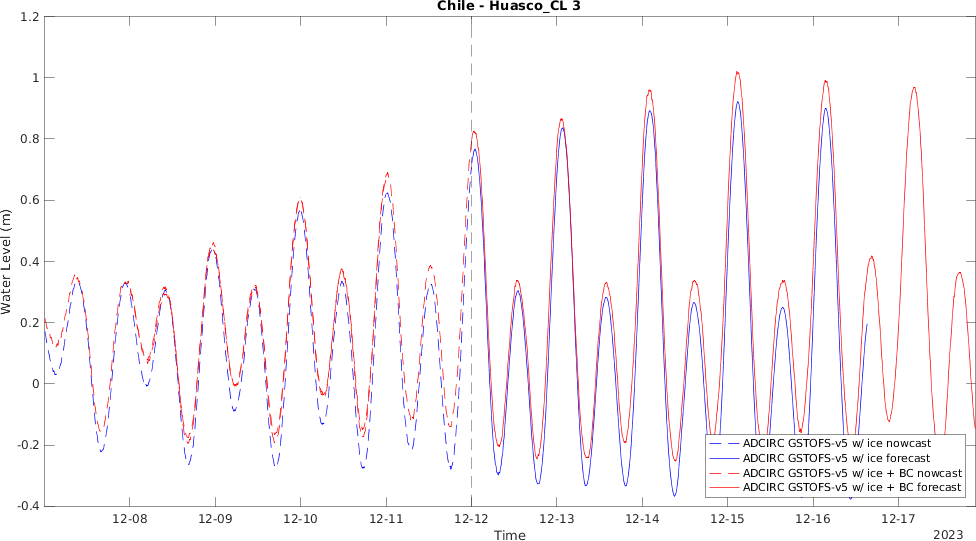 Chile - Huasco_CL 3
1.2
1
0.8
0.6
0.4
0.2
0
-0.2
-0.4
Water Level (m)
12-08 12-09 12-10 12-11 12-12 12-13 12-14 12-15 12-16 12-17
Time
2023
ADCIRC GSTOFS-v5 w/ ice nowcast
ADCIRC GSTOFS-v5 w/ ice forecast
ADCIRC GSTOFS-v5 w/ ice + BC nowcast
ADCIRC GSTOFS-v5 w/ ice + BC forecast